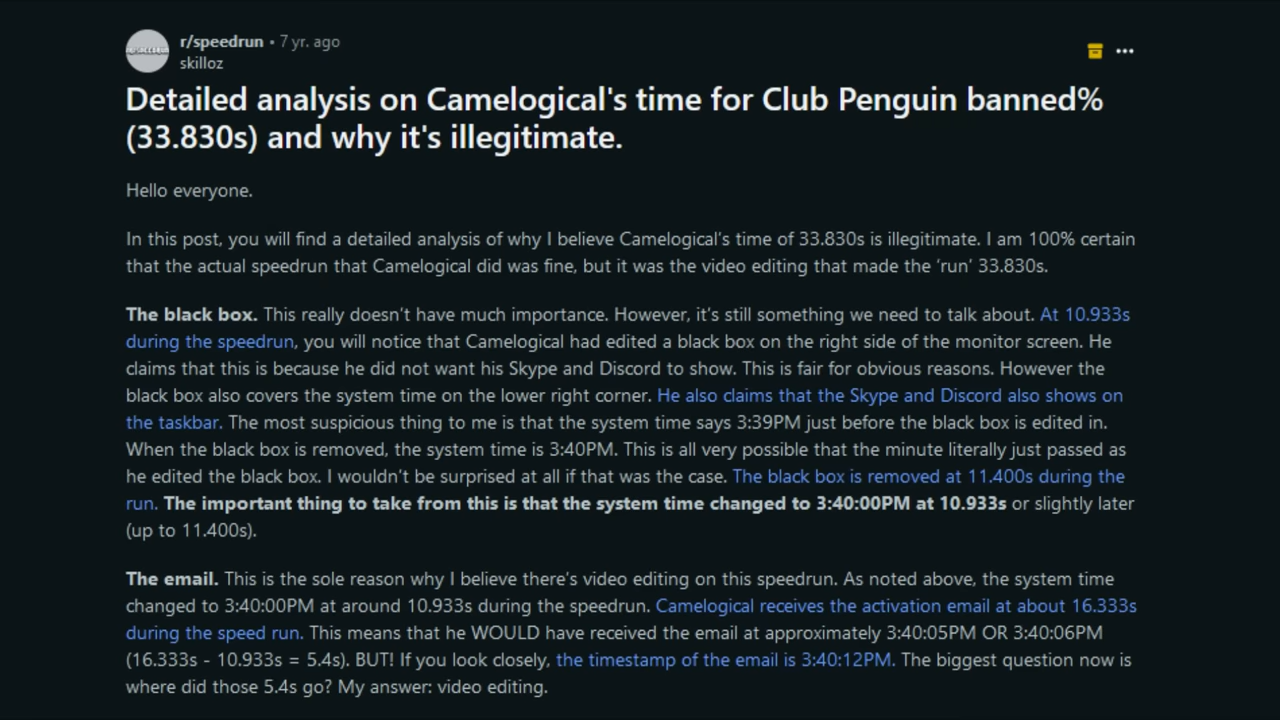 r/speedrun • 7 yr. ago
skilloz
Detailed analysis on Camelogical's time for Club Penguin banned%
(33.830s) and why it's illegitimate.
Hello everyone.
In this post, you will find a detailed analysis of why I believe Camelogical's time of 33.830s is illegitimate. I am 100% certain
that the actual speedrun that Camelogical did was fine, but it was the video editing that made the ‘run’ 33.830s.
The black box. This really doesn't have much importance. However, it's still something we need to talk about. At 10.933s
during the speedrun, you will notice that Camelogical had edited a black box on the right side of the monitor screen. He
claims that this is because he did not want his Skype and Discord to show. This is fair for obvious reasons. However the
black box also covers the system time on the lower right corner. He also claims that the Skype and Discord also shows on
the taskbar. The most suspicious thing to me is that the system time says 3:39PM just before the black box is edited in.
When the black box is removed, the system time is 3:40PM. This is all very possible that the minute literally just passed as
he edited the black box. I wouldn't be surprised at all if that was the case. The black box is removed at 11.400s during the
run. The important thing to take from this is that the system time changed to 3:40:00PM at 10.933s or slightly later
(up to 11.400s).
The email. This is the sole reason why I believe there's video editing on this speedrun. As noted above, the system time
changed to 3:40:00PM at around 10.933s during the speedrun. Camelogical receives the activation email at about 16.333s
during the speed run. This means that he WOULD have received the email at approximately 3:40:05PM OR 3:40:06PM
(16.333s - 10.933s = 5.4s). BUT! If you look closely, the timestamp of the email is 3:40:12PM. The biggest question now is
where did those 5.4s go? My answer: video editing.